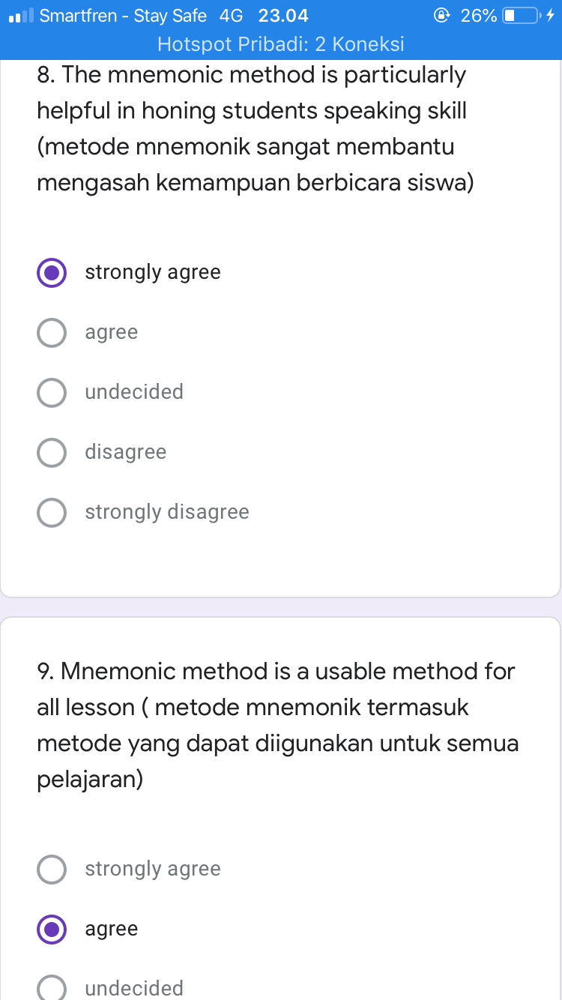 Smartfren - Stay Safe 4G 23.04 26%
Hotspot Pribadi: 2 Koneksi
8. The mnemonic method is particularly
helpful in honing students speaking skill
(metode mnemonik sangat membantu
mengasah kemampuan berbicara siswa)
strongly agree
agree
undecided
disagree
strongly disagree
9. Mnemonic method is a usable method for
all lesson ( metode mnemonik termasuk
metode yang dapat diigunakan untuk semua
pelajaran)
strongly agree
agree
undecided